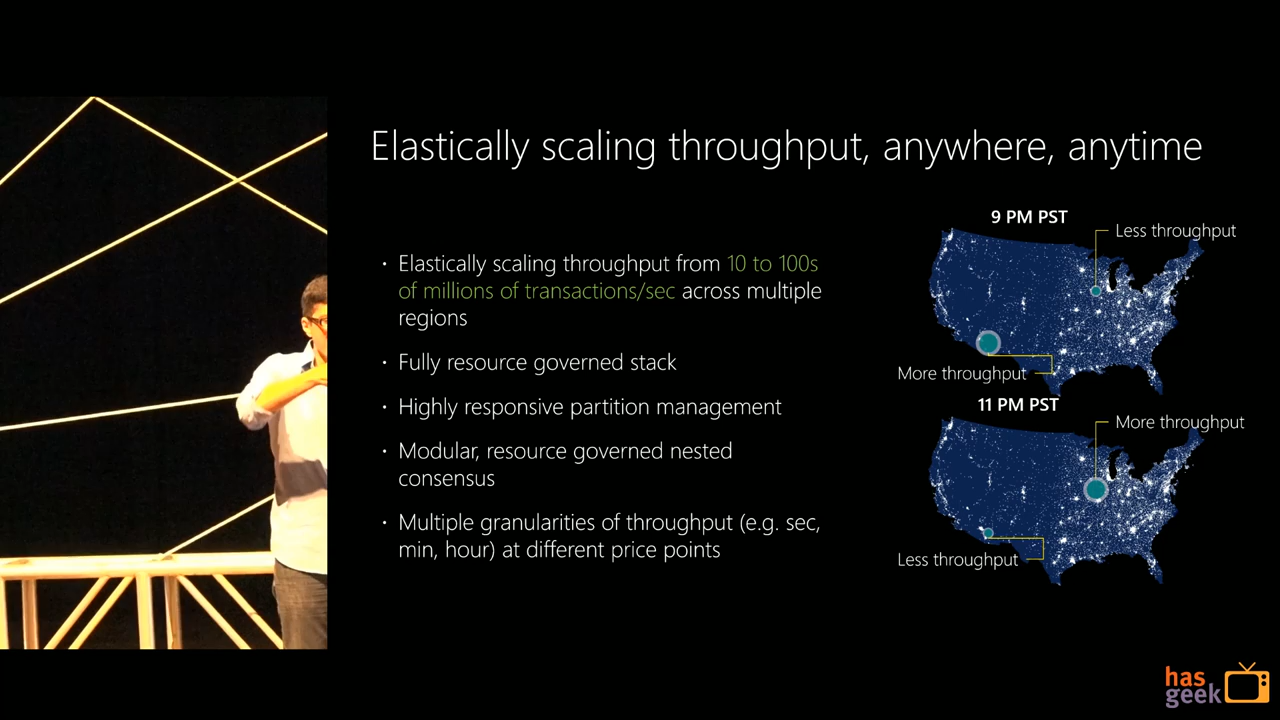 Elastically scaling throughput, anywhere, anytime
• Elastically scaling throughput from 10 to 100s
of millions of transactions/sec across multiple
regions
• Fully resource governed stack
• Highly responsive partition management
• Modular, resource governed nested
consensus
• Multiple granularities of throughput (e.g. sec,
min, hour) at different price points
9 PM PST
Less throughput
More throughput
11 PM PST
More throughput
Less throughput
has
geek